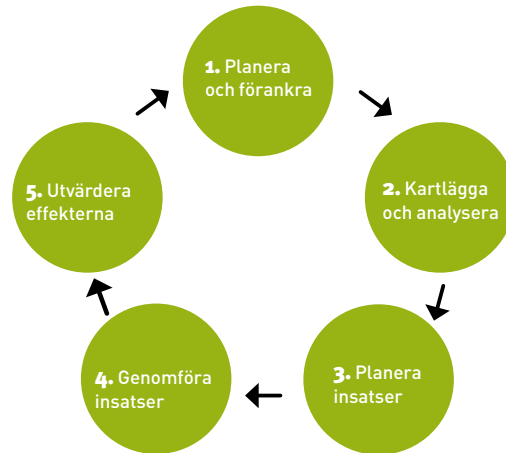 1. Planera
och förankra
2. Kartlägga
och analysera
3. Planera
insatser
4. Genomföra
insatser
5. Utvärdera
effekterna